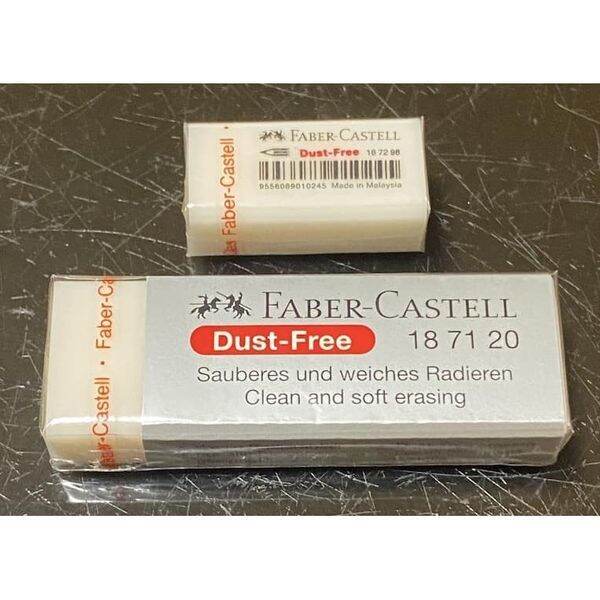 Faber-Castell ·
FABER-CASTELL
Dust-Free 18 72 98
9556089010245 Made in Malaysia
Faber-Castell · Faber-Ca
FABER-CASTELL
Dust-Free 18 71 20
Sauberes und weiches Radieren
Clean and soft erasing